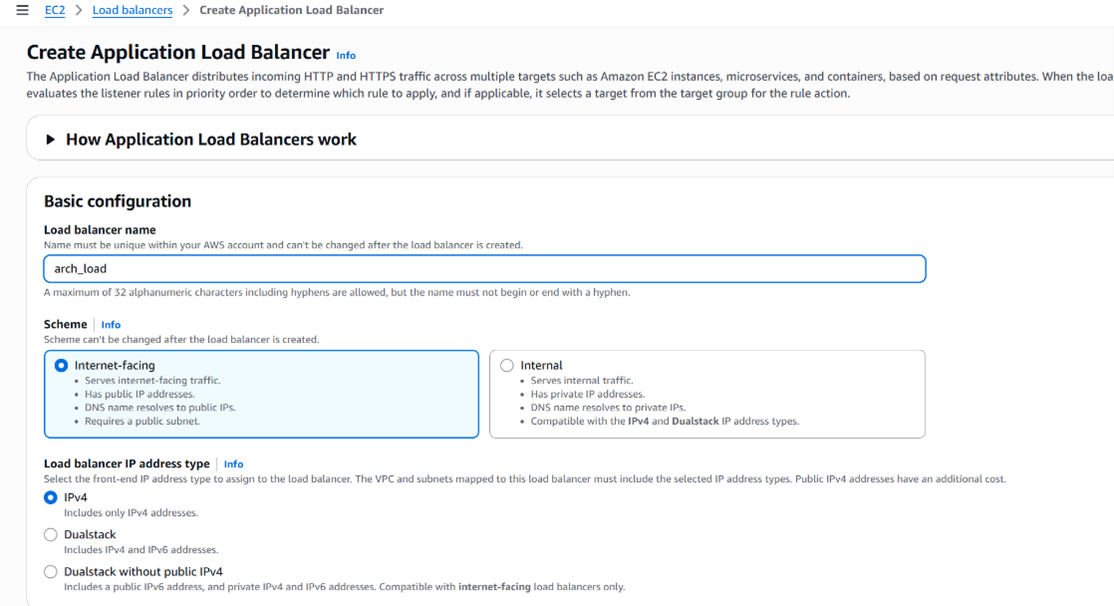 EC2 > Load balancers > Create Application Load Balancer
Create Application Load Balancer Info
The Application Load Balancer distributes incoming HTTP and HTTPS traffic across multiple targets such as Amazon EC2 instances, microservices, and containers, based on request attributes. When the loa
evaluates the listener rules in priority order to determine which rule to apply, and if applicable, it selects a target from the target group for the rule action.
How Application Load Balancers work
Basic configuration
Load balancer name
Name must be unique within your AWS account and can't be changed after the load balancer is created.
arch_load
A maximum of 32 alphanumeric characters including hyphens are allowed, but the name must not begin or end with a hyphen.
Scheme | Info
Scheme can't be changed after the load balancer is created.
Internet-facing
• Serves internet-facing traffic.
• Has public IP addresses.
• DNS name resolves to public IPs.
• Requires a public subnet.
Internal
• Serves internal traffic.
• Has private IP addresses.
• DNS name resolves to private IPs.
• Compatible with the IPv4 and Dualstack IP address types.
Load balancer IP address type | Info
Select the front-end IP address type to assign to the load balancer. The VPC and subnets mapped to this load balancer must include the selected IP address types. Public IPv4 addresses have an additional cost.
IPv4
Includes only IPv4 addresses.
Dualstack
Includes IPv4 and IPv6 addresses.
Dualstack without public IPv4
Includes a public IPv6 address, and private IPv4 and IPv6 addresses. Compatible with internet-facing load balancers only.